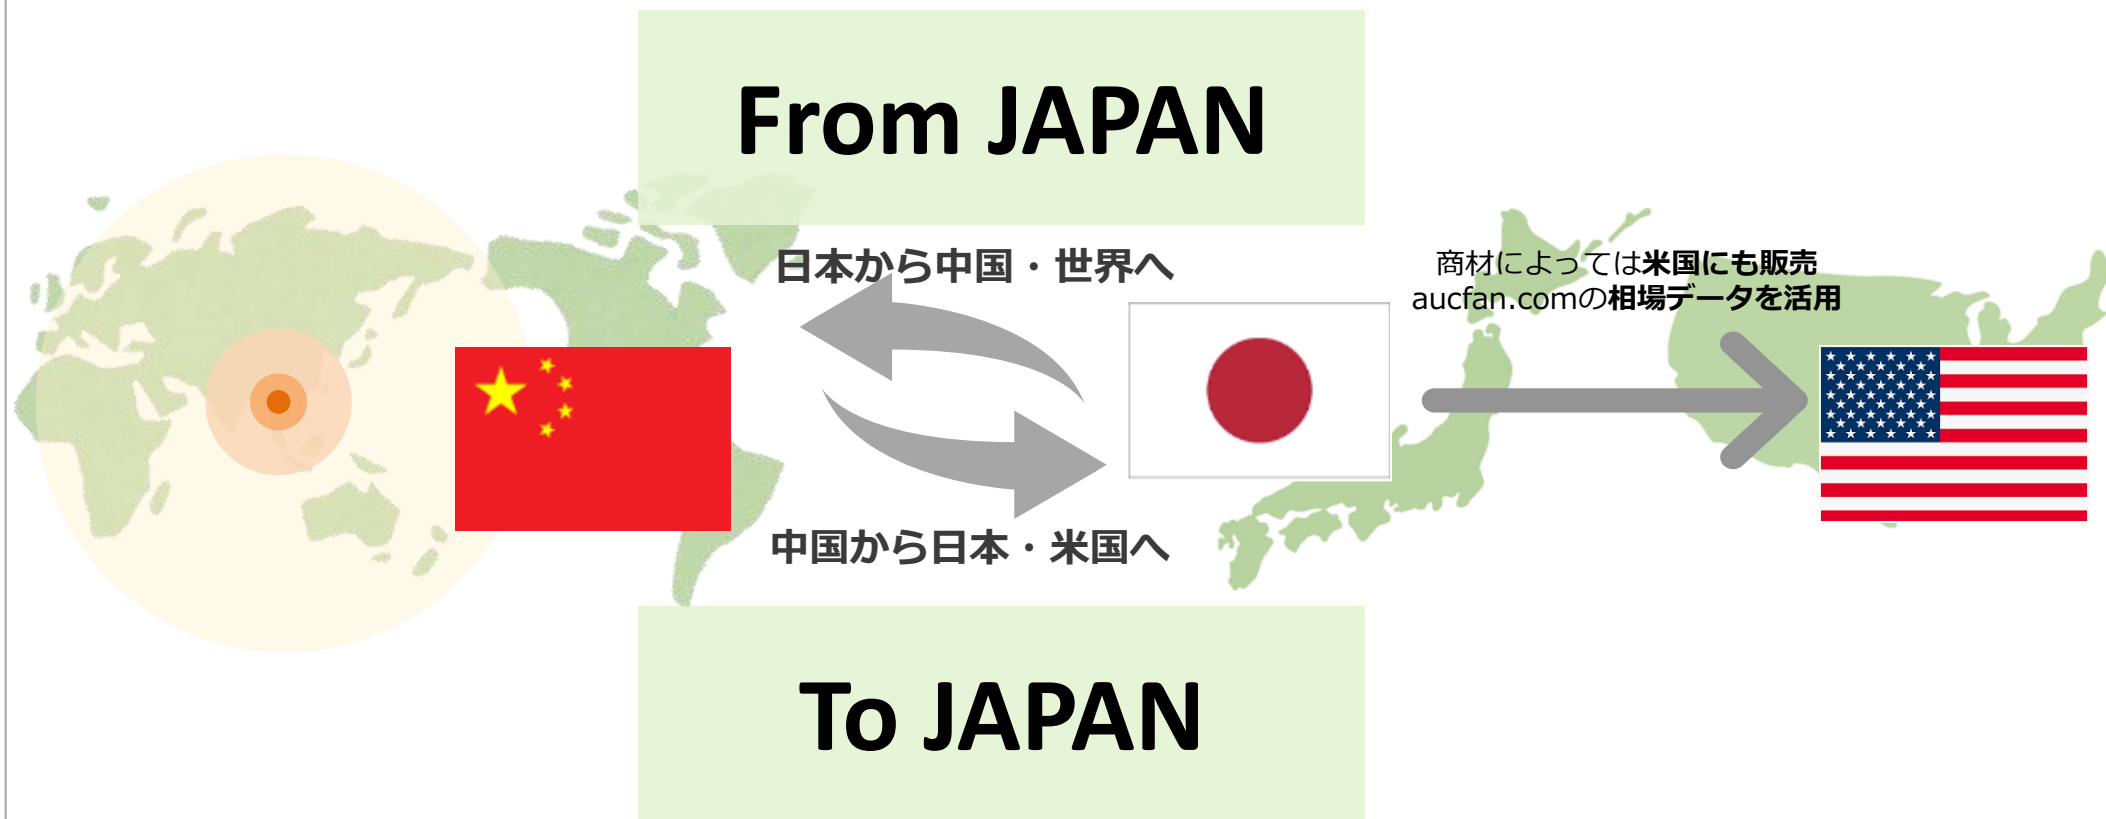 From JAPAN
日本から中国・世界へ
商材によっては米国にも販売
aucfan.comの相場データを活用
中国から日本・米国へ
To JAPAN